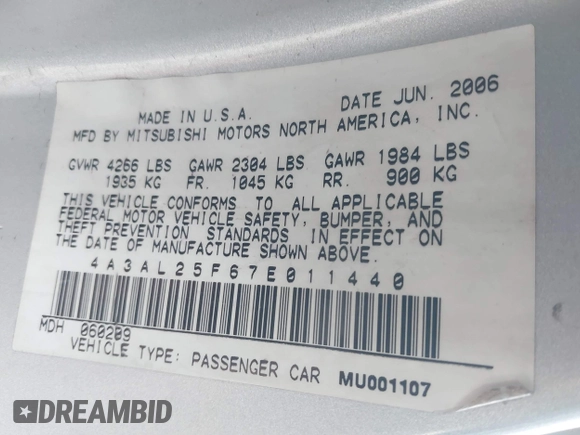 MADE IN U.S.A. DATE JUN. 2006
MFD BY MITSUBISHI MOTORS NORTH AMERICA, INC.
GVWR 4266 LBS GAWR 2304 LBS GAWR 1984 LBS
1935 KG FR. 1045 KG RR. 900 KG
THIS VEHICLE CONFORMS TO ALL APPLICABLE
FEDERAL MOTOR VEHICLE SAFETY, BUMPER, AND
THEFT PREVENTION STANDARDS IN EFFECT ON
THE DATE OF MANUFACTURE SHOWN ABOVE.
4A3AL25F67E011440
MDH 060209
VEHICLE TYPE: PASSENGER CAR MU001107
DREAMBID